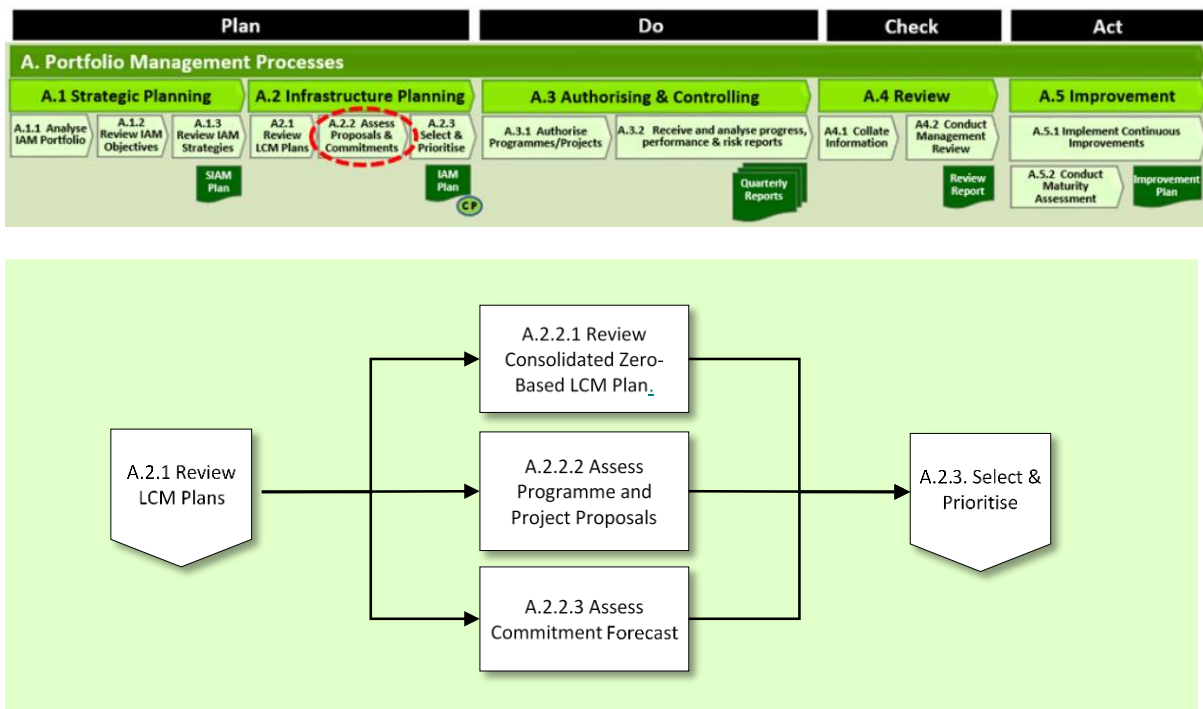 Plan
Do
Check
Act
A. Portfolio Management Processes
A.1 Strategic Planning
A.2 Infrastructure Planning
A.3 Authorising & Controlling
A.4 Review
A.5 Improvement
A.1.1 Analyse
IAM Portfolio
A.1.2
Review IAM
Objectives
A.1.3
Review IAM
Strategies
A2.1
Review
LCM Plans
A.2.2 Assess
Proposals &
Commitments
A.2.3
Select &
Prioritise
A.3.1 Authorise
Programmes/Projects
A.3.2 Receive and analyse progress,
performance & risk reports
A4.1 Collate
Information
A4.2 Conduct
Management
Review
A.5.1 Implement Continuous
Improvements
SIAM
Plan
IAM
Plan
CP
Quarterly
Reports
Review
Report
A.5.2 Conduct
Maturity
Assessment
Improvement
Plan
A.2.2.1 Review
Consolidated Zero-
Based LCM Plan.
A.2.1 Review
LCM Plans
A.2.2.2 Assess
Programme and
Project Proposals
A.2.3. Select &
Prioritise
A.2.2.3 Assess
Commitment Forecast